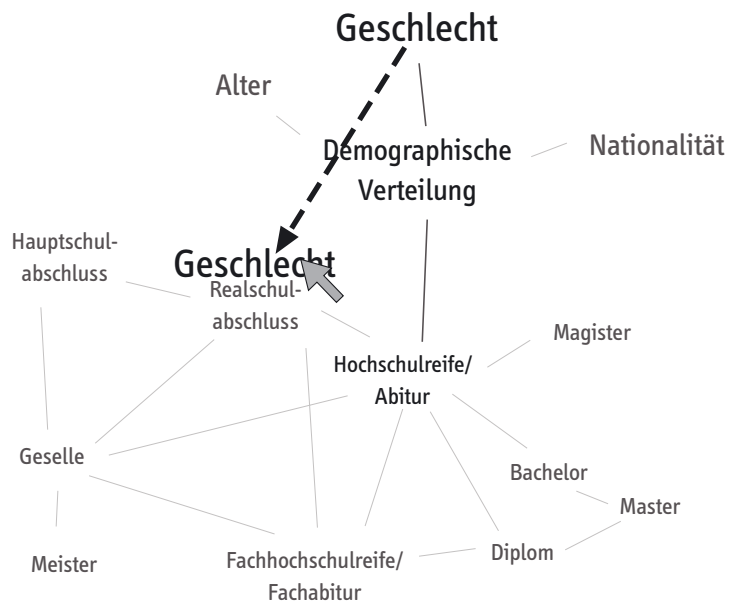 Geschlecht
Alter
Demographische
Verteilung
Nationalität
Hauptschul-
abschluss
Geschlecht
Realschul-
abschluss
Magister
Hochschulreife/
Abitur
Geselle
Bachelor
Master
Meister
Fachhochschulreife/
Fachabitur
Diplom